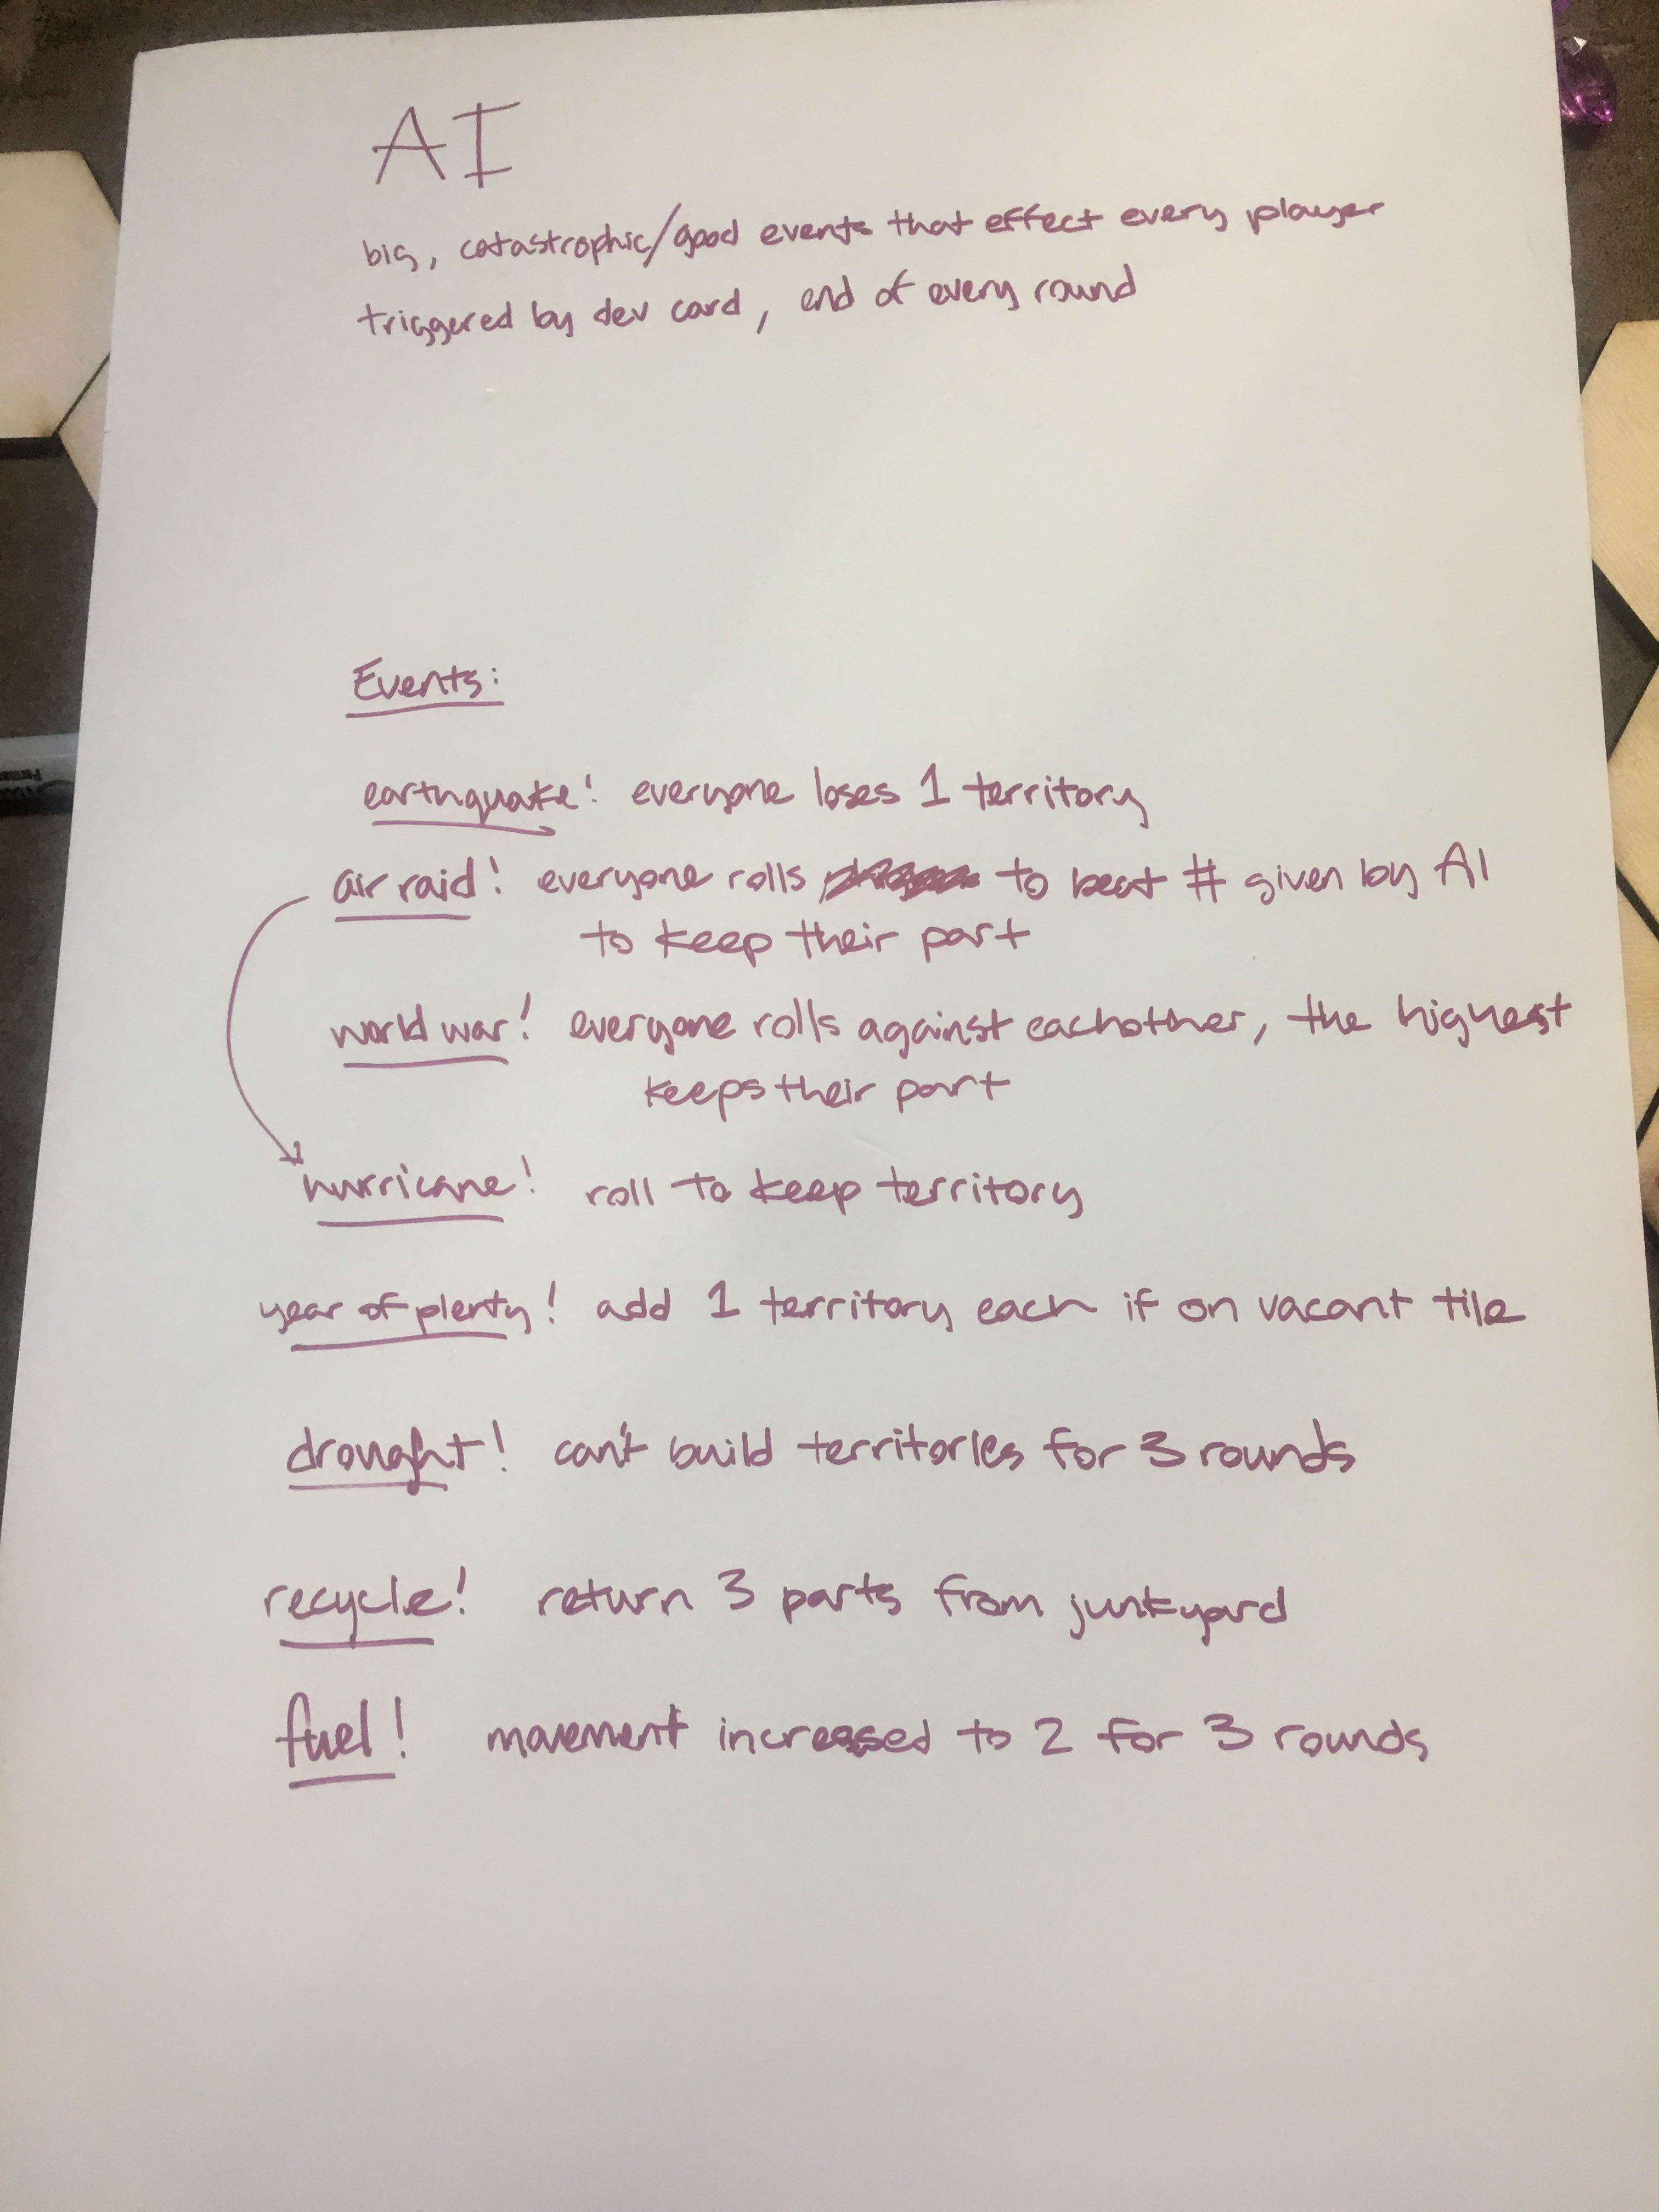 AI
big, catastrophic/good events that effect every player
triggered by dev card, end of every round
Events:
earthquake! everyone loses 1 territory
air raid! everyone rolls to beat # given by AI
to keep their part
world war! everyone rolls against eachother, the highest
keeps their part
hurricane! roll to keep territory
year of plenty! add 1 territory each if on vacant tile
drought! can't build territories for 3 rounds
recycle! return 3 parts from junkyard
fuel! movement increased to 2 for 3 rounds